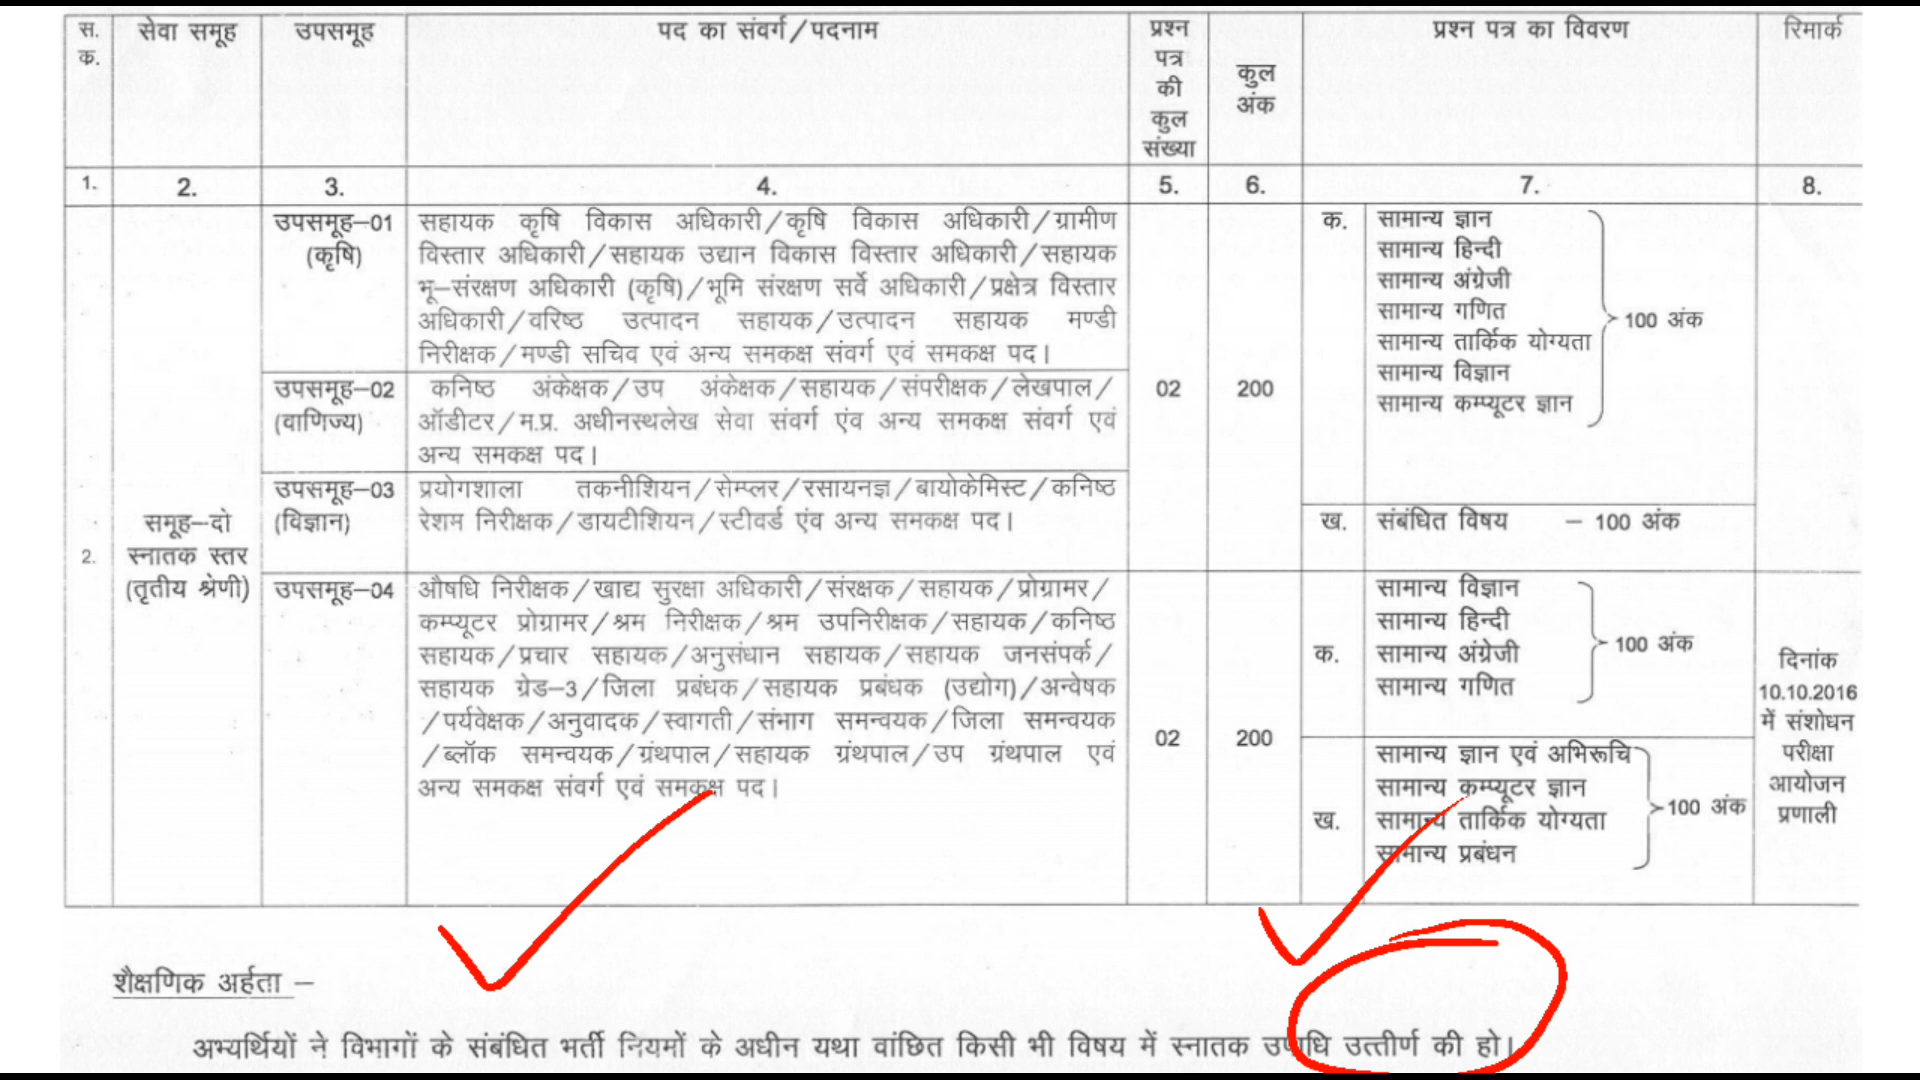 स. क.
सेवा समूह
उपसमूह
पद का संवर्ग/पदनाम
प्रश्न
पत्र
की
कुल
संख्या
कुल
अंक
प्रश्न पत्र का विवरण
रिमार्क
1. 2. 3. 4. 5. 6. 7. 8.
2.
समूह–दो
स्नातक स्तर
(तृतीय श्रेणी)
उपसमूह–01
(कृषि)
सहायक कृषि विकास अधिकारी/कृषि विकास अधिकारी/ग्रामीण
विस्तार अधिकारी/सहायक उद्यान विकास विस्तार अधिकारी/सहायक
भू–संरक्षण अधिकारी (कृषि)/भूमि संरक्षण सर्वे अधिकारी/प्रक्षेत्र विस्तार
अधिकारी/वरिष्ठ उत्पादन सहायक/उत्पादन सहायक मण्डी
निरीक्षक/मण्डी सचिव एवं अन्य समकक्ष संवर्ग एवं समकक्ष पद।
उपसमूह–02
(वाणिज्य)
कनिष्ठ अंकेक्षक/उप अंकेक्षक/सहायक/संपरीक्षक/लेखपाल/
ऑडीटर/म.प्र. अधीनस्थलेख सेवा संवर्ग एंव अन्य समकक्ष संवर्ग एवं
अन्य समकक्ष पद।
उपसमूह–03
(विज्ञान)
प्रयोगशाला तकनीशियन/सेम्प्लर/रसायनज्ञ/बायोकेमिस्ट/कनिष्ठ
रेशम निरीक्षक/डायटीशियन/स्टीवर्ड एंव अन्य समकक्ष पद।
02
200
क.
सामान्य ज्ञान
सामान्य हिन्दी
सामान्य अंग्रेजी
सामान्य गणित
सामान्य तार्किक योग्यता
सामान्य विज्ञान
सामान्य कम्प्यूटर ज्ञान
100 अंक
ख. संबंधित विषय – 100 अंक
उपसमूह–04
औषधि निरीक्षक/खाद्य सुरक्षा अधिकारी/संरक्षक/सहायक/प्रोग्रामर/
कम्प्यूटर प्रोग्रामर/श्रम निरीक्षक/श्रम उपनिरीक्षक/सहायक/कनिष्ठ
सहायक/प्रचार सहायक/अनुसंधान सहायक/सहायक जनसंपर्क/
सहायक ग्रेड–3/जिला प्रबंधक/सहायक प्रबंधक (उद्योग)/अन्वेषक
/पर्यवेक्षक/अनुवादक/स्वागती/संभाग समन्वयक/जिला समन्वयक
/ब्लॉक समन्वयक/ग्रंथपाल/सहायक ग्रंथपाल/उप ग्रंथपाल एवं
अन्य समकक्ष संवर्ग एवं समकक्ष पद।
02
200
क.
सामान्य विज्ञान
सामान्य हिन्दी
सामान्य अंग्रेजी
सामान्य गणित
100 अंक
ख.
सामान्य ज्ञान एवं अभिरूचि
सामान्य कम्प्यूटर ज्ञान
सामान्य तार्किक योग्यता
सामान्य प्रबंधन
100 अंक
दिनांक
10.10.2016
में संशोधन
परीक्षा
आयोजन
प्रणाली
शैक्षणिक अर्हता –
अभ्यर्थियों ने विभागों के संबंधित भर्ती नियमों के अधीन यथा वांछित किसी भी विषय में स्नातक उपाधि उत्तीर्ण की हो।